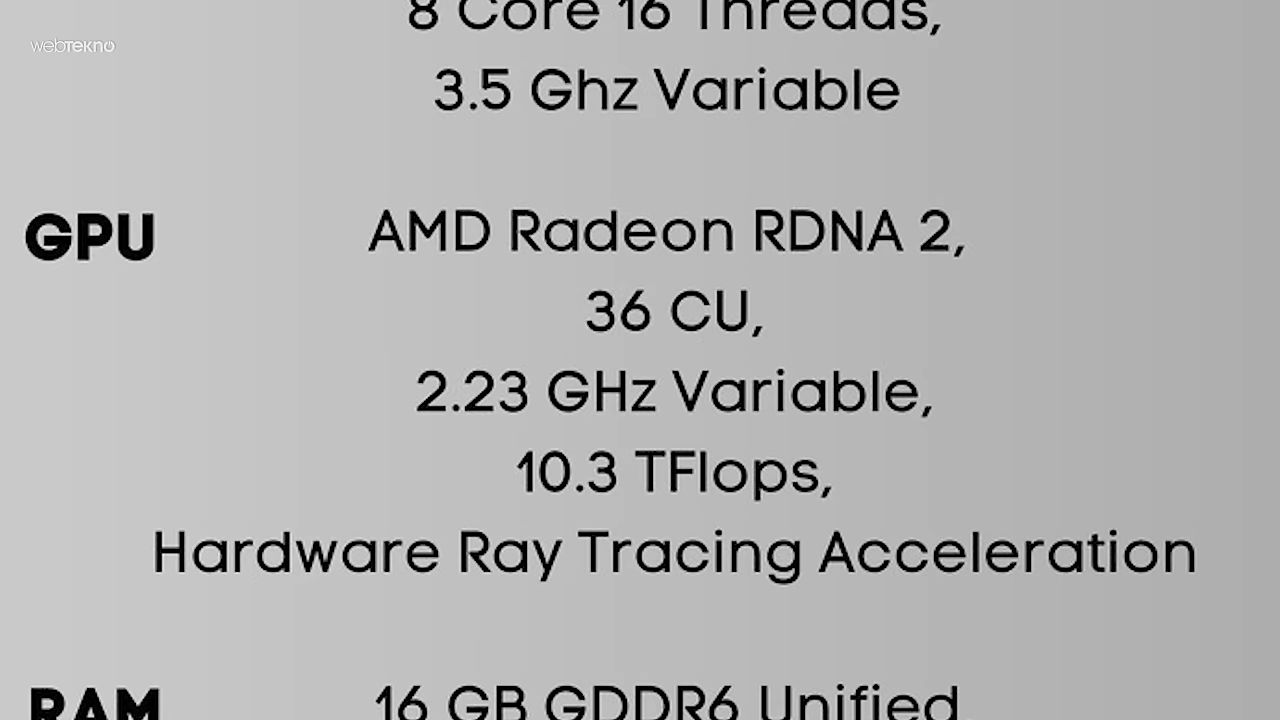 8 Core 16 Threads,
webTEKNO
3.5 Ghz Variable
GPU AMD Radeon RDNA 2,
36 CU,
2.23 GHz Variable,
10.3 TFlops,
Hardware Ray Tracing Acceleration
RAM 16 GB GDDR6 Unified